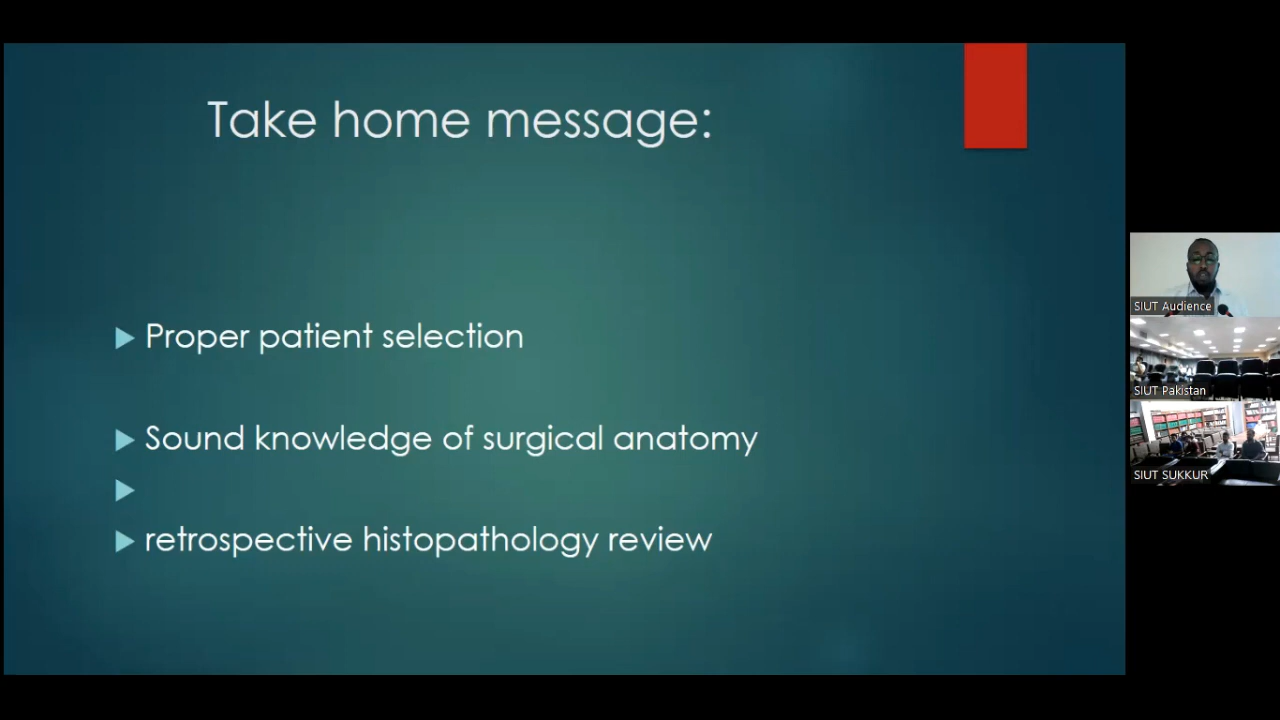 Take home message:
Proper patient selection
Sound knowledge of surgical anatomy
retrospective histopathology review
SIUT Audience
SIUT Pakistan
SIUT SUKKUR